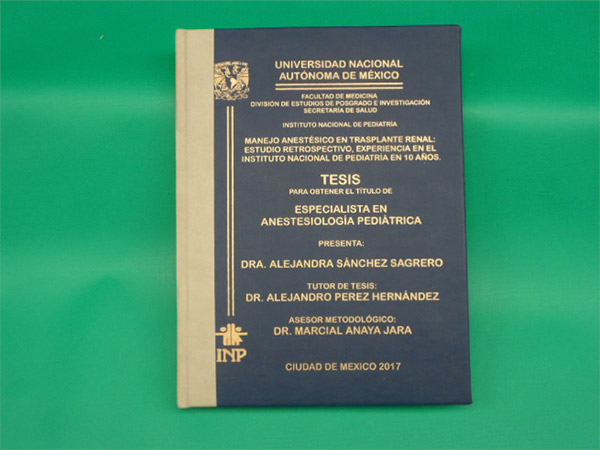 UNIVERSIDAD NACIONAL
AUTÓNOMA DE MÉXICO
FACULTAD DE MEDICINA
DIVISIÓN DE ESTUDIOS DE POSGRADO E INVESTIGACIÓN
SECRETARÍA DE SALUD
INSTITUTO NACIONAL DE PEDIATRÍA
MANEJO ANESTÉSICO EN TRASPLANTE RENAL:
ESTUDIO RETROSPECTIVO, EXPERIENCIA EN EL
INSTITUTO NACIONAL DE PEDIATRÍA EN 10 AÑOS.
TESIS
PARA OBTENER EL TÍTULO DE
ESPECIALISTA EN
ANESTESIOLOGÍA PEDIÁTRICA
PRESENTA:
DRA. ALEJANDRA SÁNCHEZ SAGRERO
TUTOR DE TESIS:
DR. ALEJANDRO PEREZ HERNÁNDEZ
ASESOR METODOLÓGICO:
DR. MARCIAL ANAYA JARA
INP
CIUDAD DE MEXICO 2017